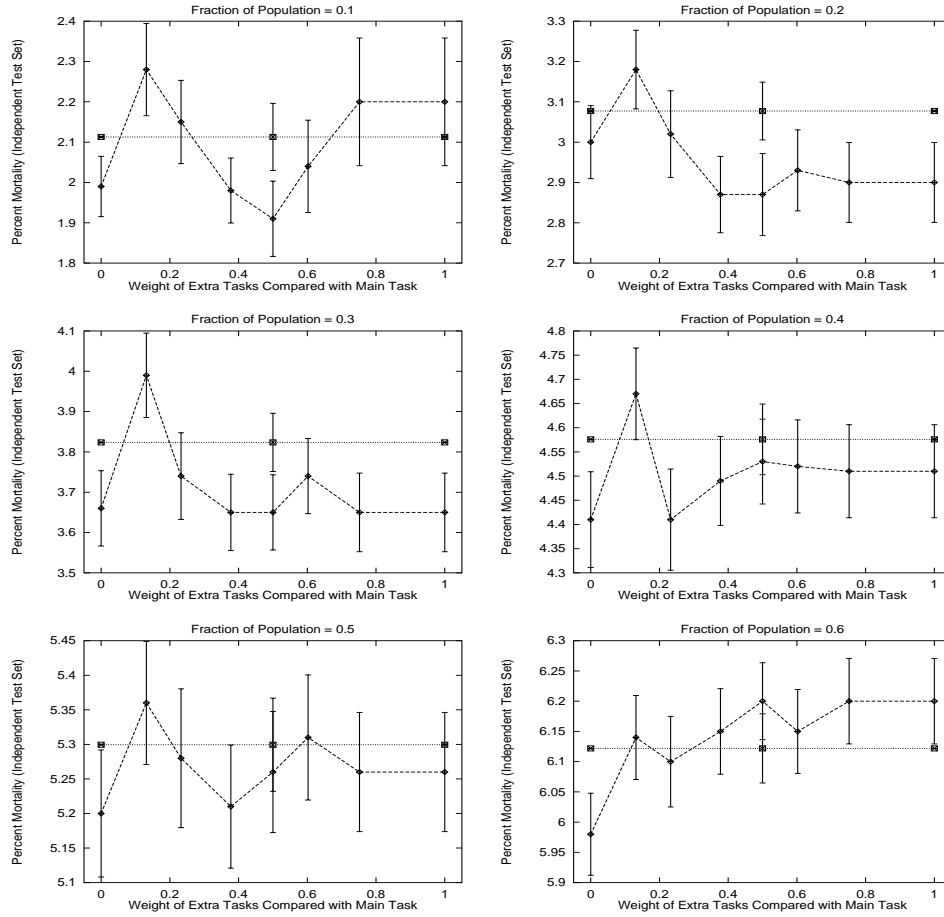 Fraction of Population = 0.1
Percent Mortality (Independent Test Set)
2.4
2.3
2.2
2.1
2
1.9
1.8
0 0.2 0.4 0.6 0.8 1
Weight of Extra Tasks Compared with Main Task
Fraction of Population = 0.2
Percent Mortality (Independent Test Set)
3.3
3.2
3.1
3
2.9
2.8
2.7
0 0.2 0.4 0.6 0.8 1
Weight of Extra Tasks Compared with Main Task
Fraction of Population = 0.3
Percent Mortality (Independent Test Set)
4.1
4
3.9
3.8
3.7
3.6
3.5
0 0.2 0.4 0.6 0.8 1
Weight of Extra Tasks Compared with Main Task
Fraction of Population = 0.4
Percent Mortality (Independent Test Set)
4.8
4.75
4.7
4.65
4.6
4.55
4.5
4.45
4.4
4.35
4.3
0 0.2 0.4 0.6 0.8 1
Weight of Extra Tasks Compared with Main Task
Fraction of Population = 0.5
Percent Mortality (Independent Test Set)
5.45
5.4
5.35
5.3
5.25
5.2
5.15
5.1
0 0.2 0.4 0.6 0.8 1
Weight of Extra Tasks Compared with Main Task
Fraction of Population = 0.6
Percent Mortality (Independent Test Set)
6.3
6.25
6.2
6.15
6.1
6.05
6
5.95
5.9
0 0.2 0.4 0.6 0.8 1
Weight of Extra Tasks Compared with Main Task